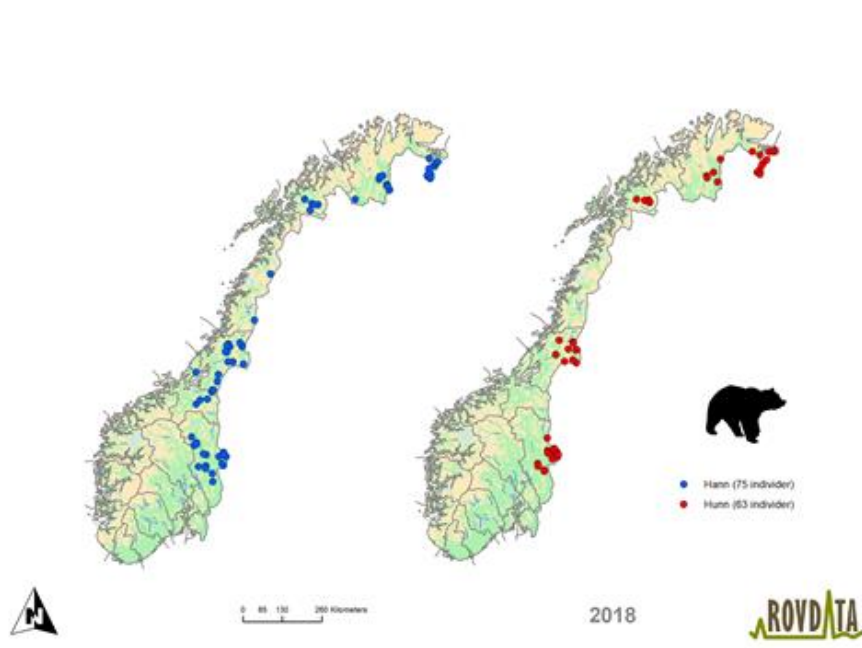 Hann (75 individer)
Hunn (63 individer)
N
0 65 130 260 Kilometers
2018
ROVDATA